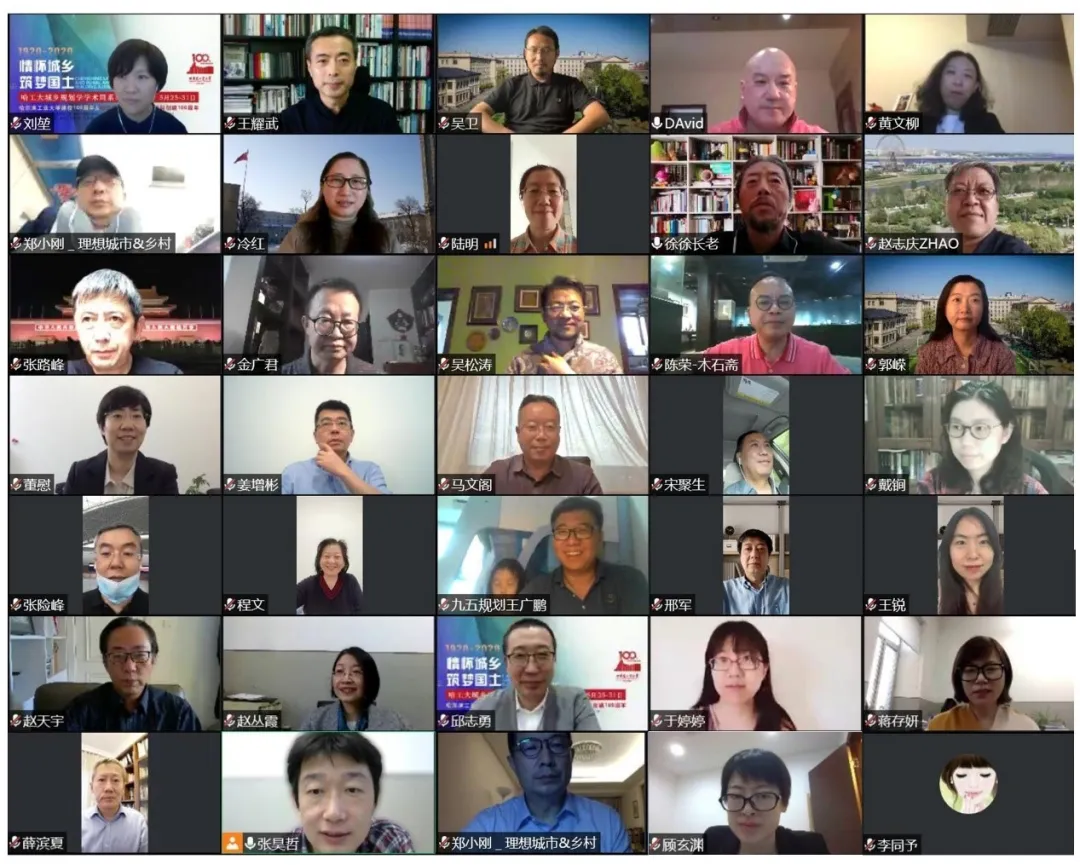 1920-2020
情怀城乡
筑梦国土
100
刘堃
王耀武
吴卫
DAvid
黄文柳
郑小刚 _ 理想城市&乡村
冷红
陆明
徐徐长老
赵志庆ZHAO
张路峰
金广君
吴松涛
陈荣-木石斋
郭嵘
董慰
姜增彬
马文阁
宋聚生
戴锏
张险峰
程文
九五规划王广鹏
邢军
王锐
1920-2020
情怀城乡
筑梦国土
100
赵天宇
赵丛霞
邱志勇
于婷婷
蒋存妍
薛滨夏
张昊哲
郑小刚 _ 理想城市&乡村
顾玄渊
李同予